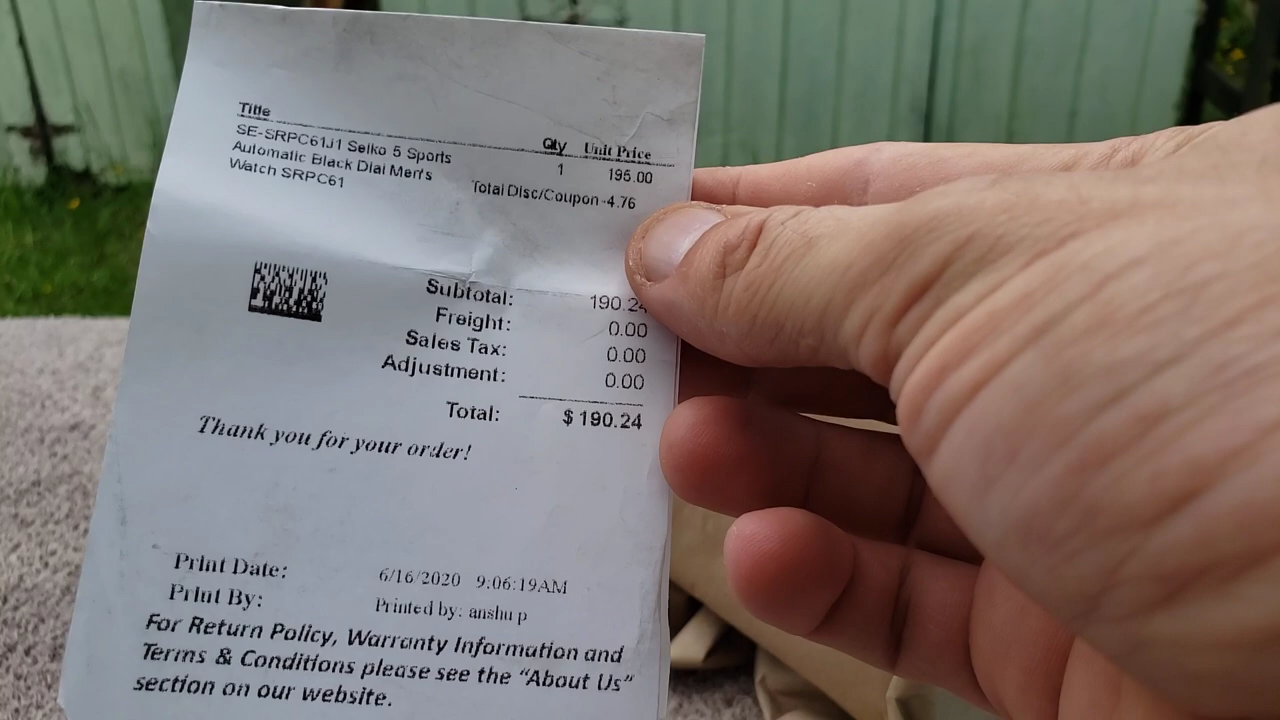 Title Qty Unit Price
SE-SRPC61J1 Seiko 5 Sports 1 195.00
Automatic Black Dial Men's
Watch SRPC61 Total Disc/Coupon -4.76
Subtotal: 190.24
Freight: 0.00
Sales Tax: 0.00
Adjustment: 0.00
Total: $ 190.24
Thank you for your order!
Print Date: 6/16/2020 9:06:19AM
Print By: Printed by: anshu p
For Return Policy, Warranty Information and
Terms & Conditions please see the “About Us”
section on our website.